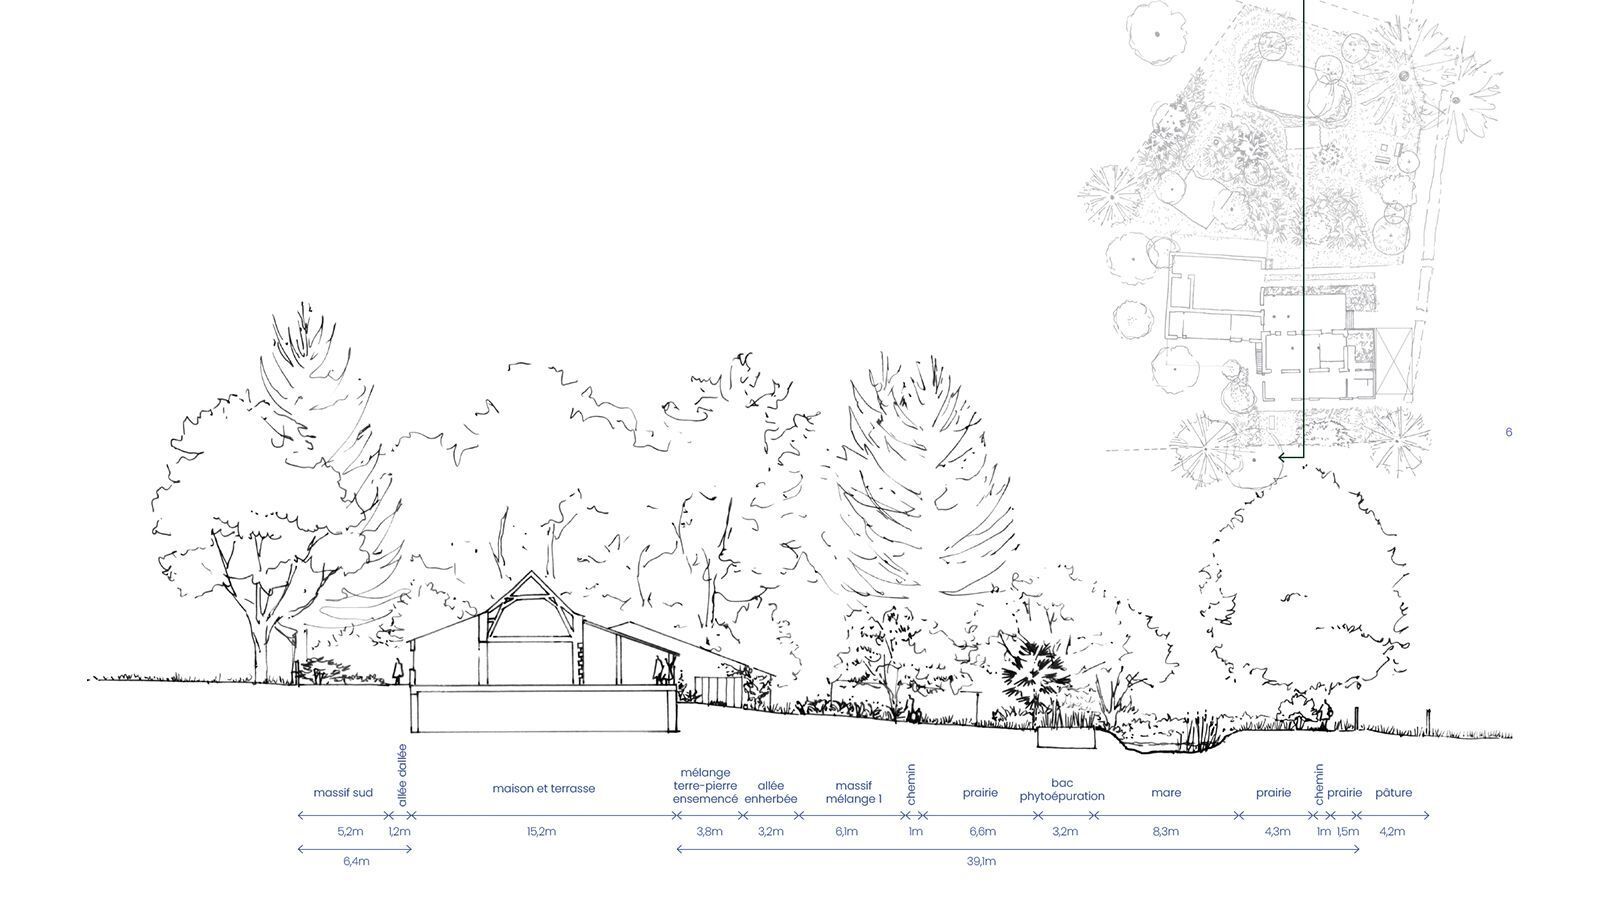 6
massif sud
allée dallée
maison et terrasse
mélange
terre-pierre
ensemencé
allée
enherbée
massif
mélange 1
chemin
prairie
bac
phytoépuration
mare
prairie
chemin
prairie
pâture
5,2m
1,2m
15,2m
3,8m
3,2m
6,1m
1m
6,6m
3,2m
8,3m
4,3m
1m
1,5m
4,2m
6,4m
39,1m